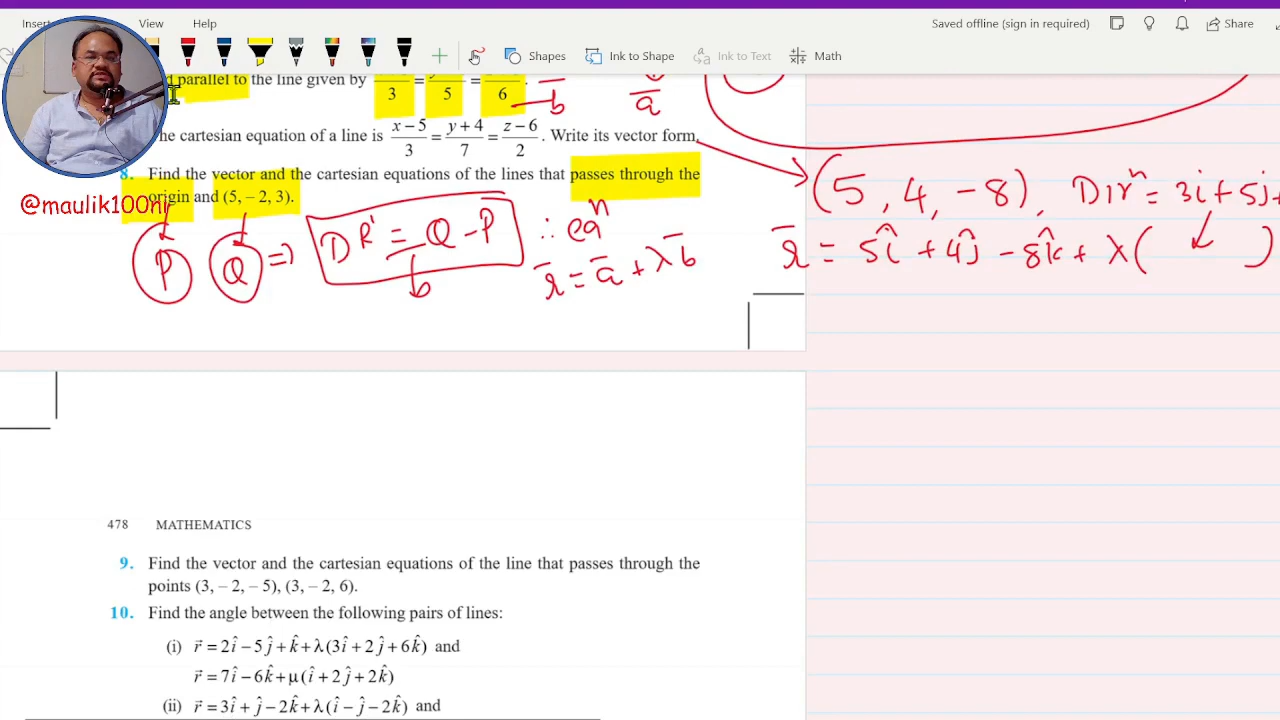 View Help Saved offline (sign in required) Share
Shapes Ink to Shape Ink to Text Math
parallel to the line given by 3 = 5 = 6 .
b a
he cartesian equation of a line is (x – 5)/3 = (y + 4)/7 = (z – 6)/2. Write its vector form.
8. Find the vector and the cartesian equations of the lines that passes through the
origin and (5, – 2, 3).
@maulik100ni
(5, 4, -8), Dirⁿ = 3i + 5j +
P Q ⇒ DR' = Q - P ∴ eqⁿ
b
r̄ = ā + λb̄
r̄ = 5î + 4ĵ - 8k̂ + λ( )
478 MATHEMATICS
9. Find the vector and the cartesian equations of the line that passes through the
points (3, – 2, – 5), (3, – 2, 6).
10. Find the angle between the following pairs of lines:
(i) r⃗ = 2î – 5ĵ + k̂ + λ(3î + 2ĵ + 6k̂) and
r⃗ = 7î – 6k̂ + μ(î + 2ĵ + 2k̂)
(ii) r⃗ = 3î + ĵ – 2k̂ + λ(î – ĵ – 2k̂) and